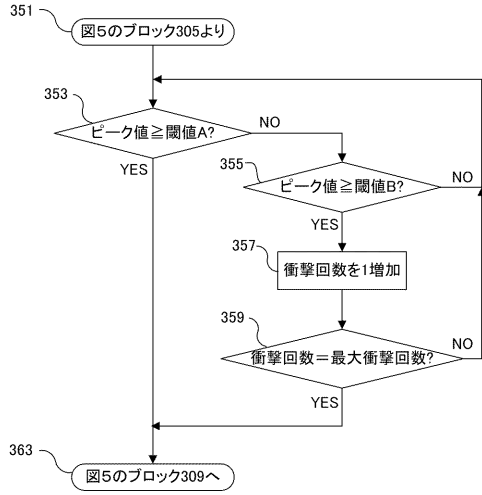 351
図5のブロック305より
353
ピーク値≧閾値A?
NO
YES
355
ピーク値≧閾値B?
NO
YES
357
衝撃回数を1増加
359
衝撃回数=最大衝撃回数?
NO
YES
363
図5のブロック309へ